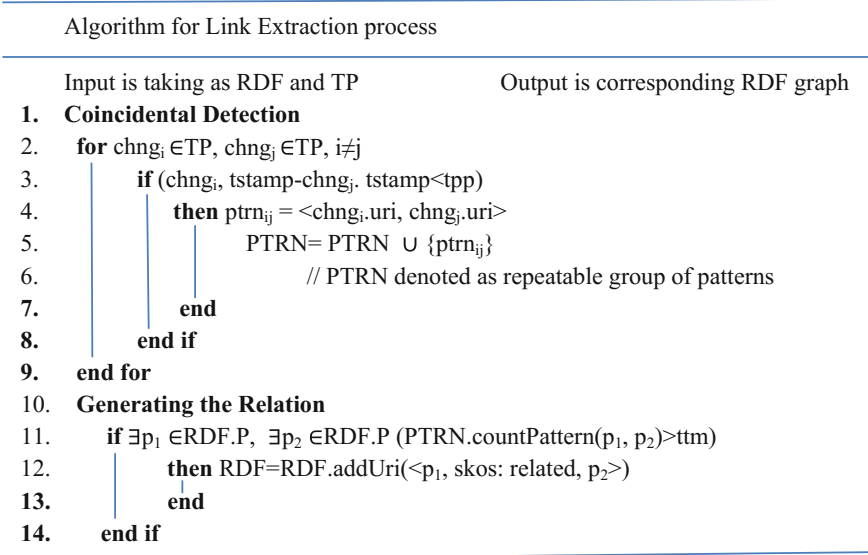 Algorithm for Link Extraction process
Input is taking as RDF and TP Output is corresponding RDF graph
1. Coincidental Detection
2. for chngᵢ ∈TP, chngⱼ ∈TP, i≠j
3. if (chngᵢ, tstamp-chngⱼ. tstamp<tpp)
4. then ptrnᵢⱼ = <chngᵢ.uri, chngⱼ.uri>
5. PTRN= PTRN ∪ {ptrnᵢⱼ}
6. // PTRN denoted as repeatable group of patterns
7. end
8. end if
9. end for
10. Generating the Relation
11. if ∃p₁ ∈RDF.P, ∃p₂ ∈RDF.P (PTRN.countPattern(p₁, p₂)>ttm)
12. then RDF=RDF.addUri(<p₁, skos: related, p₂>)
13. end
14. end if